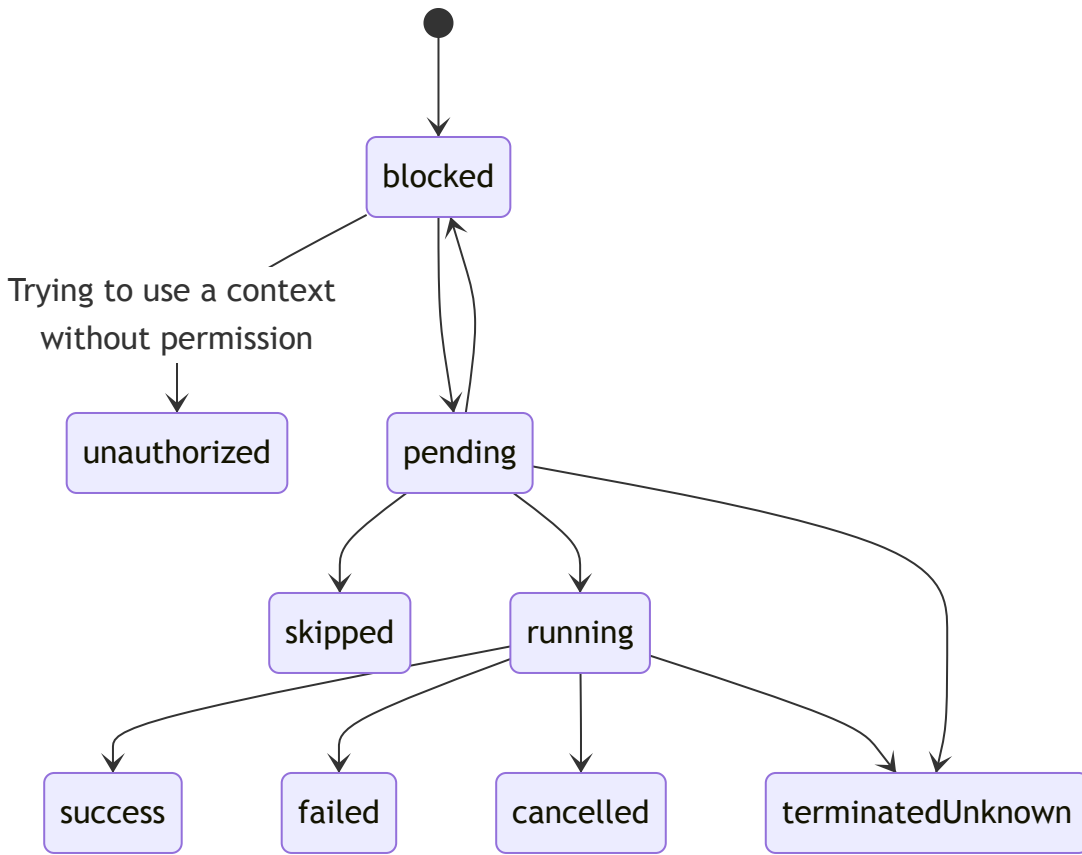 blocked
Trying to use a context
without permission
unauthorized
pending
skipped
running
success
failed
cancelled
terminatedUnknown